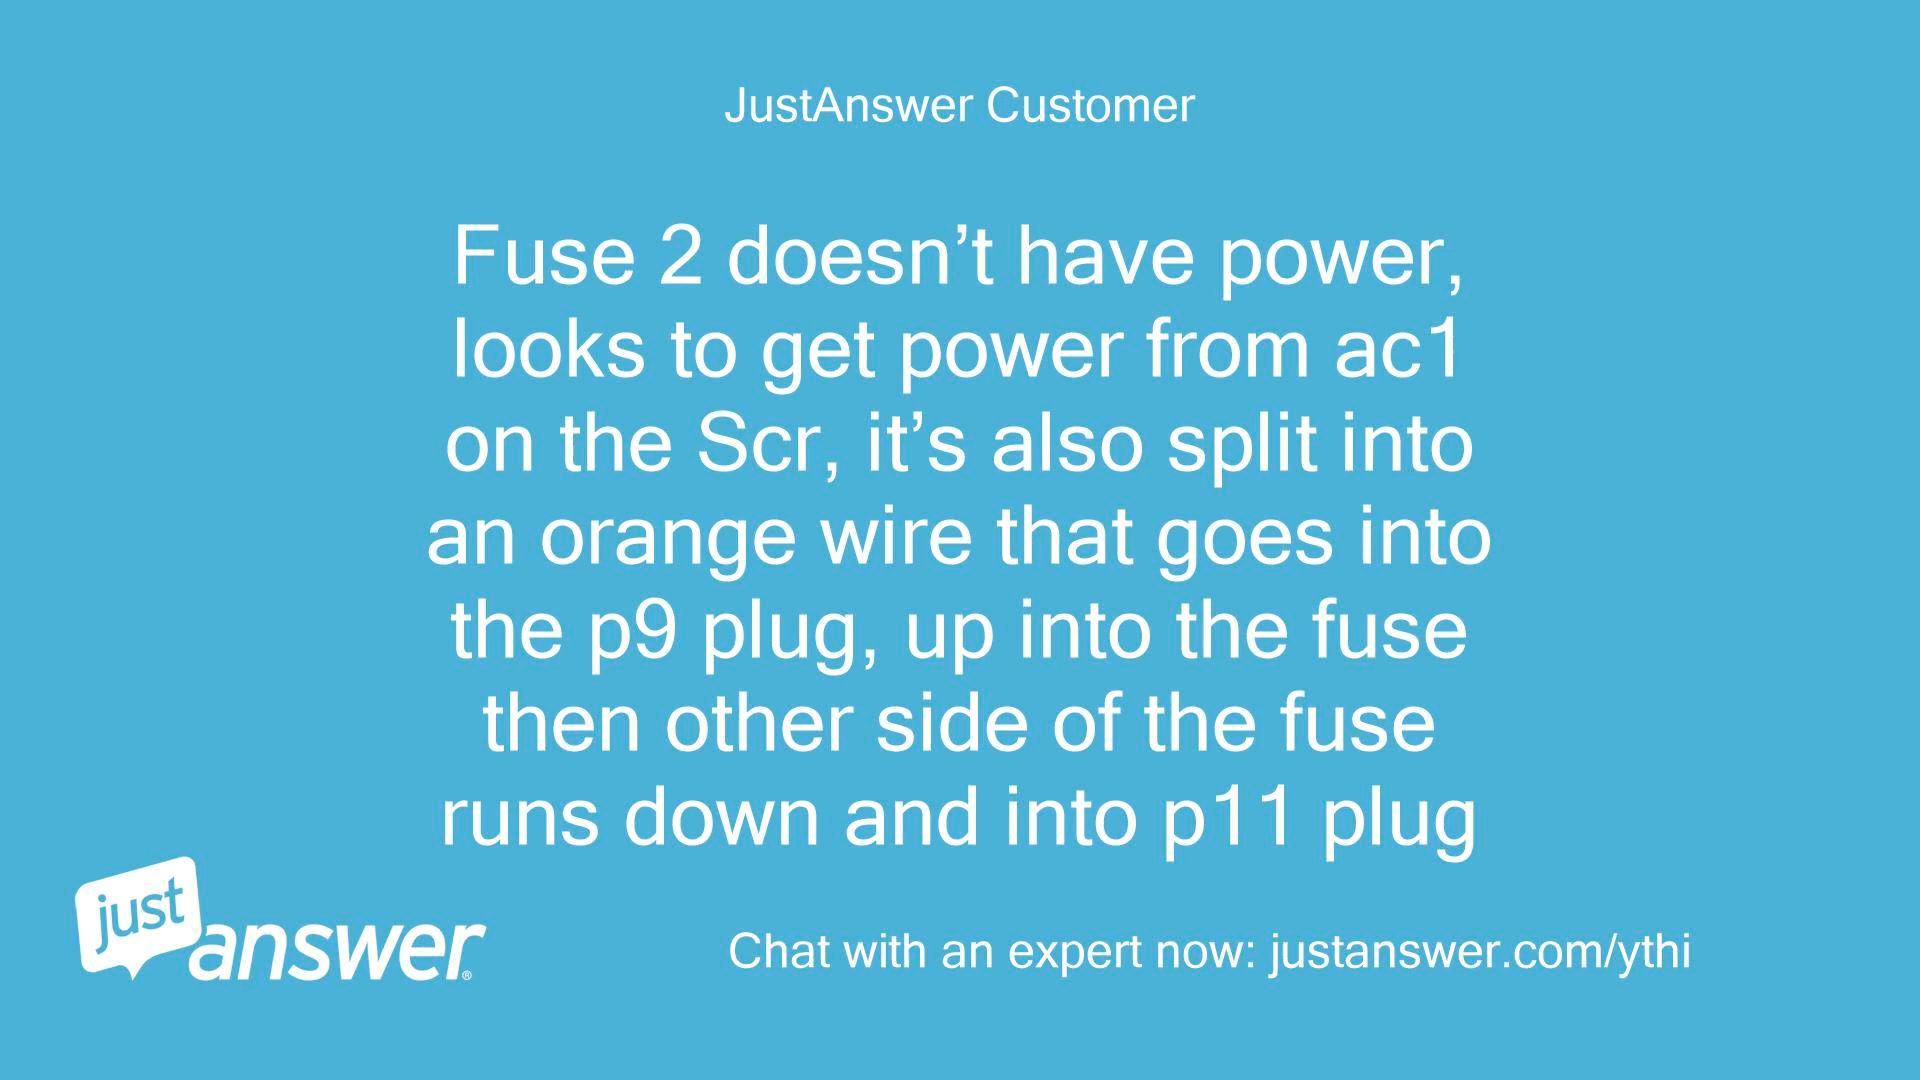 JustAnswer Customer
Fuse 2 doesn’t have power,
looks to get power from ac1
on the Scr, it’s also split into
an orange wire that goes into
the p9 plug, up into the fuse
then other side of the fuse
runs down and into p11 plug
just
answer®
Chat with an expert now: justanswer.com/ythi